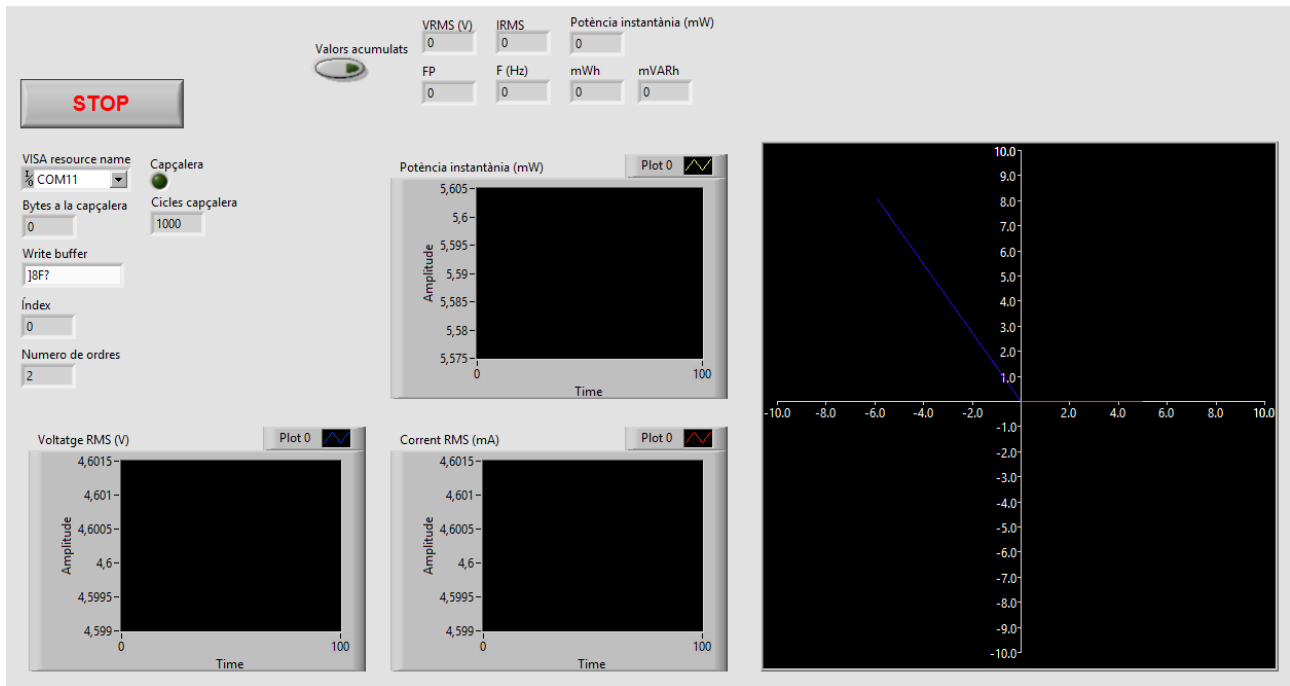 VRMS (V) IRMS Potència instantània (mW)
Valors acumulats 0 0 0
FP F (Hz) mWh mVARh
0 0 0 0
STOP
VISA resource name
COM11
Capçalera
Bytes a la capçalera
0
Cicles capçalera
1000
Write buffer
]8F?
Índex
0
Numero de ordres
2
Potència instantània (mW) Plot 0
Amplitude
5,605
5,6
5,595
5,59
5,585
5,58
5,575
0 100
Time
Voltatge RMS (V) Plot 0
Amplitude
4,6015
4,601
4,6005
4,6
4,5995
4,599
0 100
Time
Corrent RMS (mA) Plot 0
Amplitude
4,6015
4,601
4,6005
4,6
4,5995
4,599
0 100
Time
10.0
9.0
8.0
7.0
6.0
5.0
4.0
3.0
2.0
1.0
-10.0 -8.0 -6.0 -4.0 -2.0 2.0 4.0 6.0 8.0 10.0
-1.0
-2.0
-3.0
-4.0
-5.0
-6.0
-7.0
-8.0
-9.0
-10.0